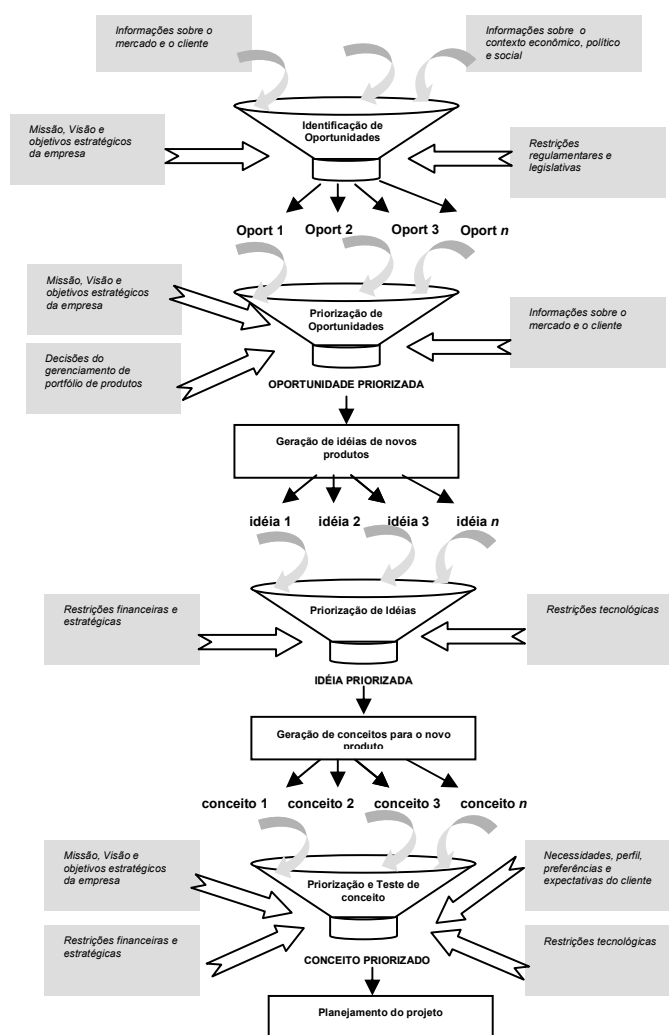 Informações sobre o
mercado e o cliente
Informações sobre o
contexto econômico, político
e social
Identificação de
Oportunidades
Missão, Visão e
objetivos estratégicos
da empresa
Restrições
regulamentares e
legislativas
Oport 1 Oport 2 Oport 3 Oport n
Missão, Visão e
objetivos estratégicos
da empresa
Priorização de
Oportunidades
Informações sobre o
mercado e o cliente
Decisões do
gerenciamento de
portfólio de produtos
OPORTUNIDADE PRIORIZADA
Geração de idéias de novos
produtos
idéia 1 idéia 2 idéia 3 idéia n
Restrições financeiras e
estratégicas
Priorização de Idéias
Restrições tecnológicas
IDÉIA PRIORIZADA
Geração de conceitos para o novo
produto
conceito 1 conceito 2 conceito 3 conceito n
Missão, Visão e
objetivos estratégicos
da empresa
Priorização e Teste de
conceito
Necessidades, perfil,
preferências e
expectativas do cliente
Restrições financeiras e
estratégicas
Restrições tecnológicas
CONCEITO PRIORIZADO
Planejamento do projeto